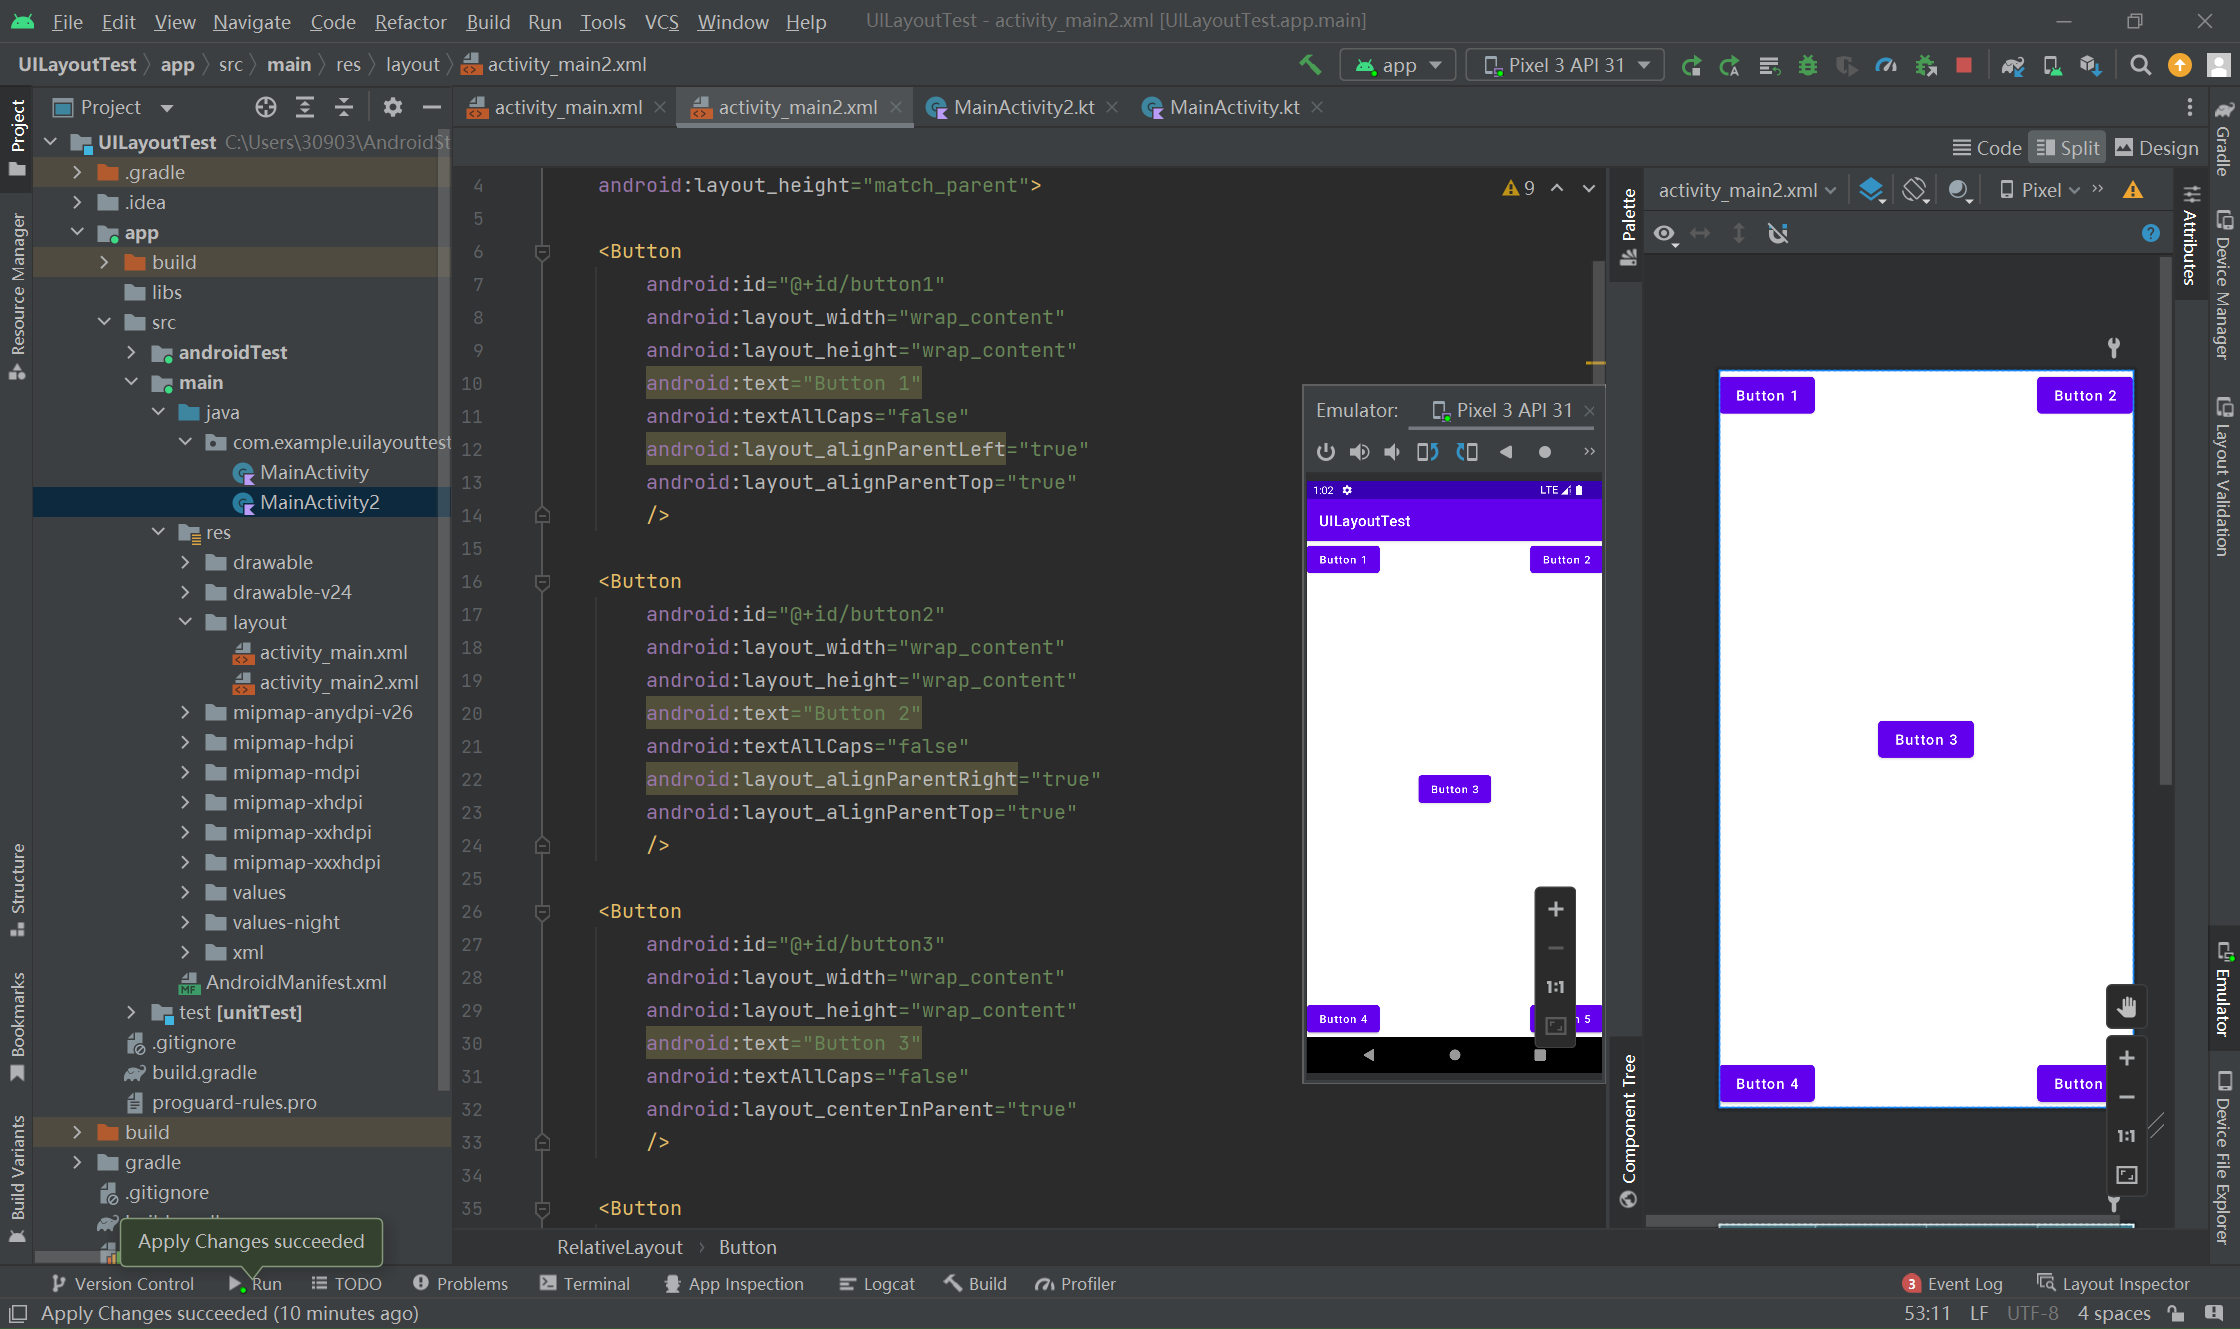 File Edit View Navigate Code Refactor Build Run Tools VCS Window Help UILayoutTest - activity_main2.xml [UILayoutTest.app.main]
UILayoutTest app src main res layout activity_main2.xml app Pixel 3 API 31
Project activity_main.xml activity_main2.xml MainActivity2.kt MainActivity.kt
Code Split Design
UILayoutTest C:\Users\30903\AndroidSt
.gradle
.idea
app
build
libs
src
androidTest
main
java
com.example.uilayouttest
MainActivity
MainActivity2
res
drawable
drawable-v24
layout
activity_main.xml
activity_main2.xml
mipmap-anydpi-v26
mipmap-hdpi
mipmap-mdpi
mipmap-xhdpi
mipmap-xxhdpi
mipmap-xxxhdpi
values
values-night
xml
AndroidManifest.xml
test [unitTest]
.gitignore
build.gradle
proguard-rules.pro
build
gradle
.gitignore
Apply Changes succeeded
Project
Resource Manager
Structure
Bookmarks
Build Variants
4 android:layout_height="match_parent">
5
6 <Button
7 android:id="@+id/button1"
8 android:layout_width="wrap_content"
9 android:layout_height="wrap_content"
10 android:text="Button 1"
11 android:textAllCaps="false"
12 android:layout_alignParentLeft="true"
13 android:layout_alignParentTop="true"
14 />
15
16 <Button
17 android:id="@+id/button2"
18 android:layout_width="wrap_content"
19 android:layout_height="wrap_content"
20 android:text="Button 2"
21 android:textAllCaps="false"
22 android:layout_alignParentRight="true"
23 android:layout_alignParentTop="true"
24 />
25
26 <Button
27 android:id="@+id/button3"
28 android:layout_width="wrap_content"
29 android:layout_height="wrap_content"
30 android:text="Button 3"
31 android:textAllCaps="false"
32 android:layout_centerInParent="true"
33 />
34
35 <Button
9
RelativeLayout Button
Emulator: Pixel 3 API 31
1:02 LTE
UILayoutTest
Button 1 Button 2
Button 3
1:1
Button 4 n 5
Palette
Component Tree
activity_main2.xml Pixel
Button 1 Button 2
Button 3
Button 4 Button
1:1
Attributes
Gradle
Device Manager
Layout Validation
Emulator
Device File Explorer
Version Control Run TODO Problems Terminal App Inspection Logcat Build Profiler 3 Event Log Layout Inspector
Apply Changes succeeded (10 minutes ago) 53:11 LF UTF-8 4 spaces